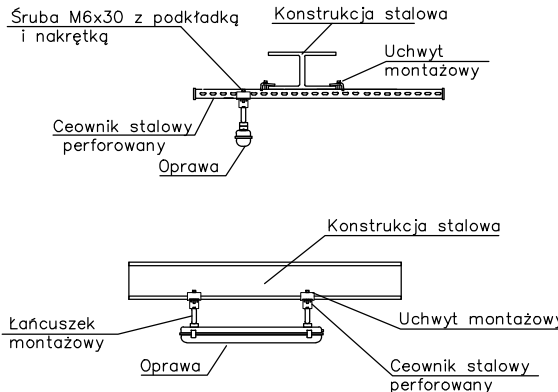 Śruba M6x30 z podkładką
i nakrętką
Konstrukcja stalowa
Uchwyt
montażowy
Ceownik stalowy
perforowany
Oprawa
Konstrukcja stalowa
Łańcuszek
montażowy
Uchwyt montażowy
Oprawa
Ceownik stalowy
perforowany